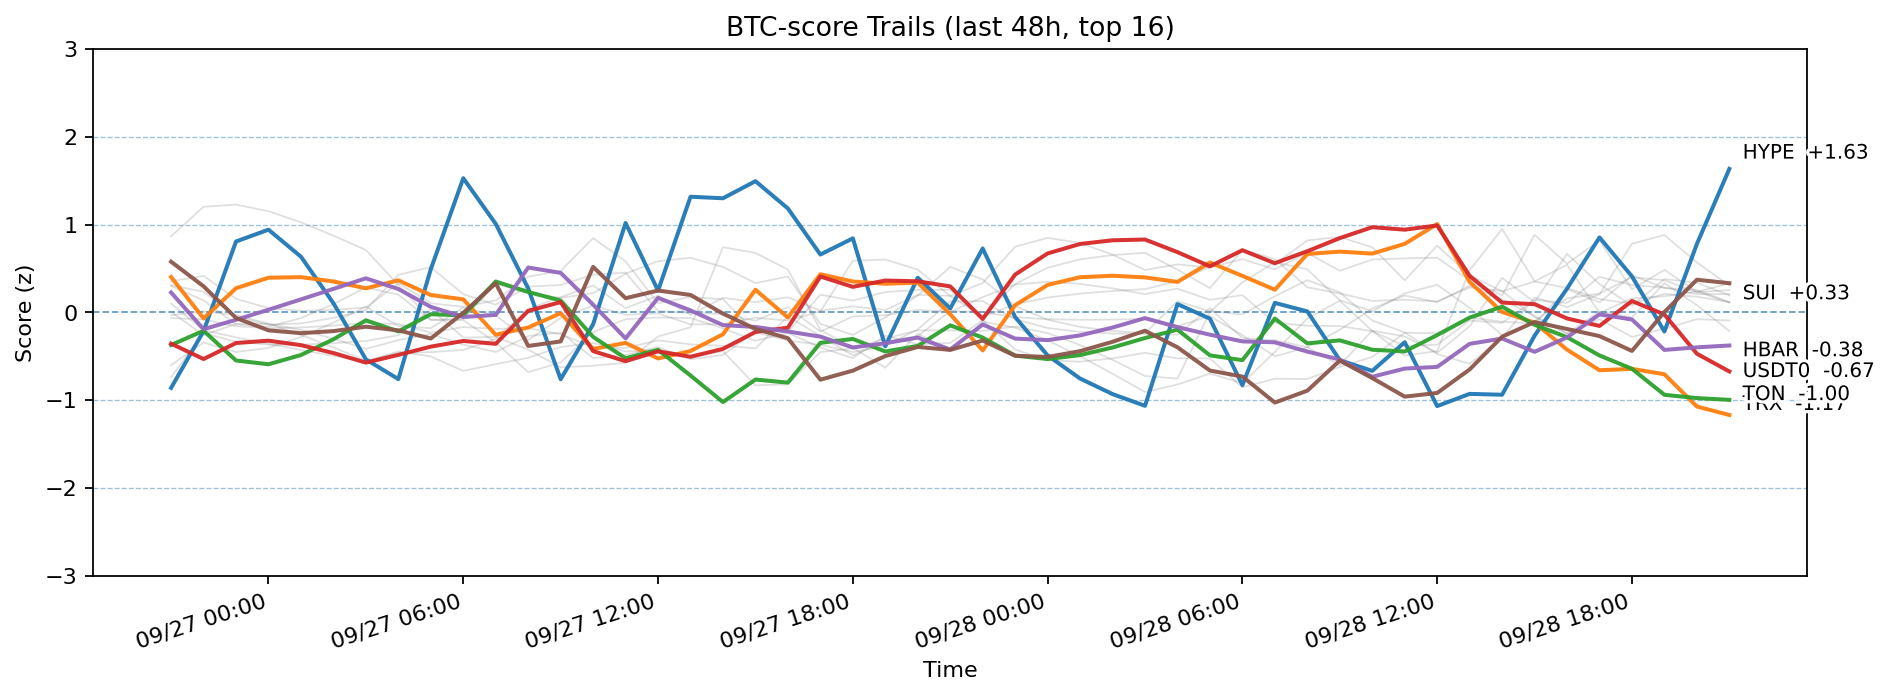 BTC-score Trails (last 48h, top 16)
Score (z)
3
2
1
0
−1
−2
−3
HYPE +1.63
SUI +0.33
HBAR -0.38
USDT0 -0.67
TON -1.00
-1.17
09/27 00:00
09/27 06:00
09/27 12:00
09/27 18:00
09/28 00:00
09/28 06:00
09/28 12:00
09/28 18:00
Time